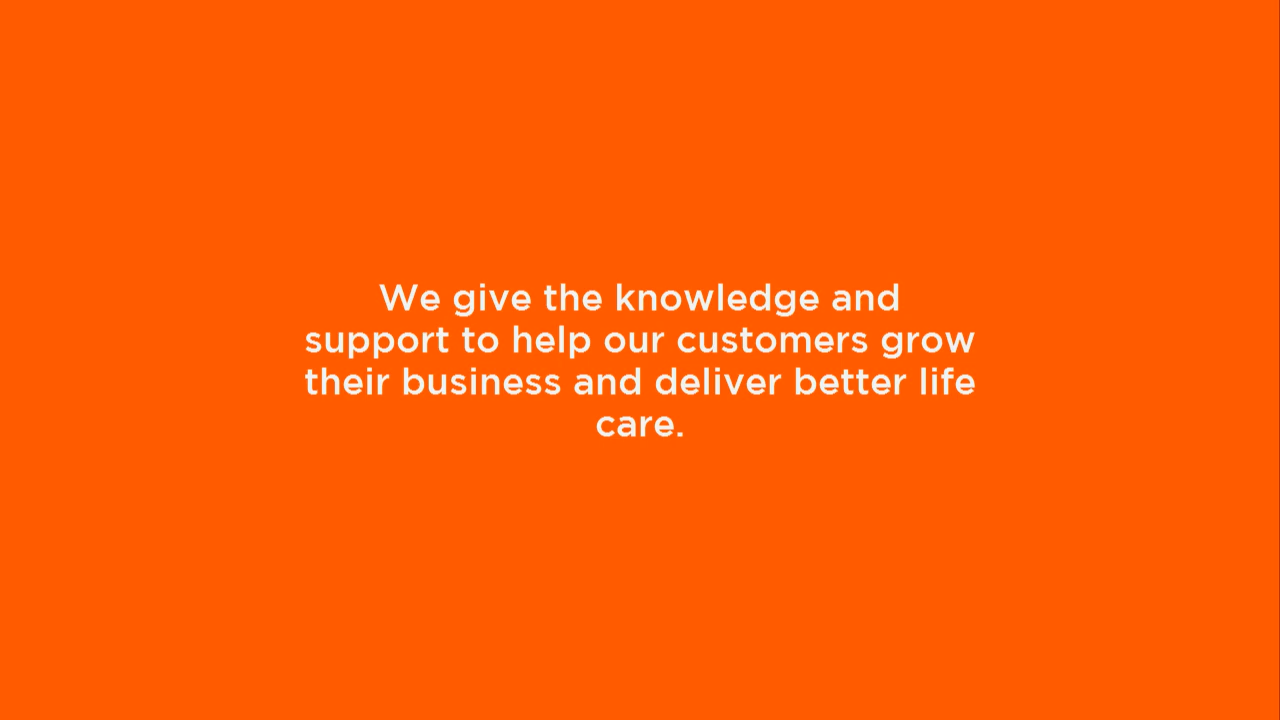 We give the knowledge and
support to help our customers grow
their business and deliver better life
care.